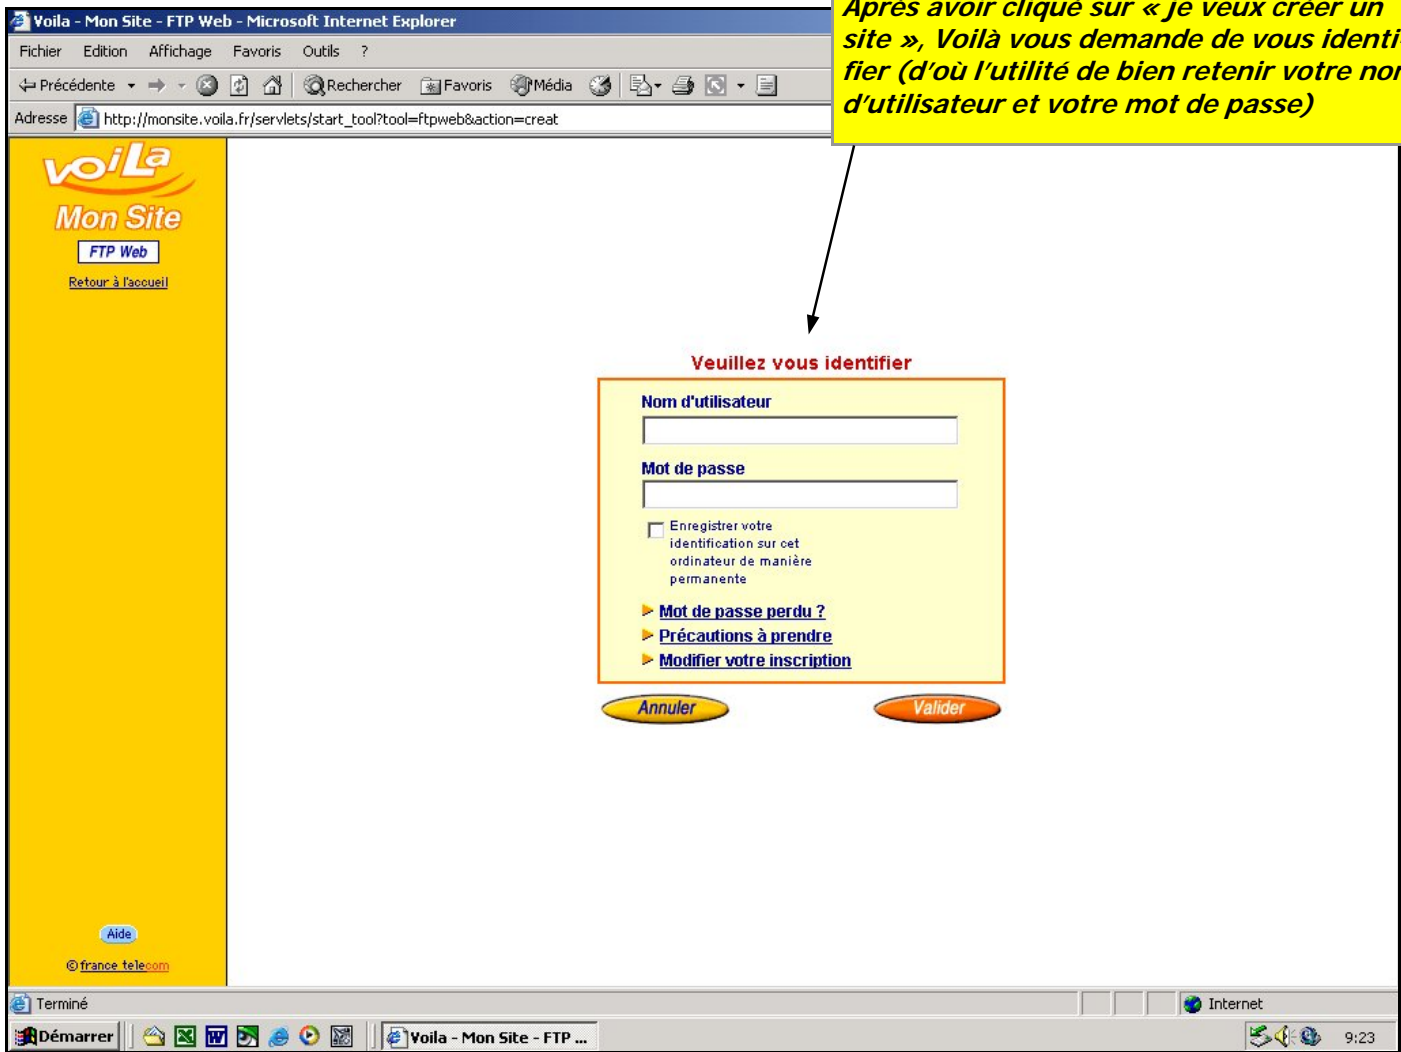 Voila - Mon Site - FTP Web - Microsoft Internet Explorer
Après avoir cliqué sur « je veux créer un
site », Voilà vous demande de vous identi-
fier (d'où l'utilité de bien retenir votre nom
d'utilisateur et votre mot de passe)
Fichier Edition Affichage Favoris Outils ?
Précédente Rechercher Favoris Média
Adresse http://monsite.voila.fr/servlets/start_tool?tool=ftpweb&action=creat
voiLa
Mon Site
FTP Web
Retour à l'accueil
Veuillez vous identifier
Nom d'utilisateur
Mot de passe
Enregistrer votre
identification sur cet
ordinateur de manière
permanente
Mot de passe perdu ?
Précautions à prendre
Modifier votre inscription
Annuler Valider
Aide
© france telecom
Terminé Internet
Démarrer Voila - Mon Site - FTP ... 9:23